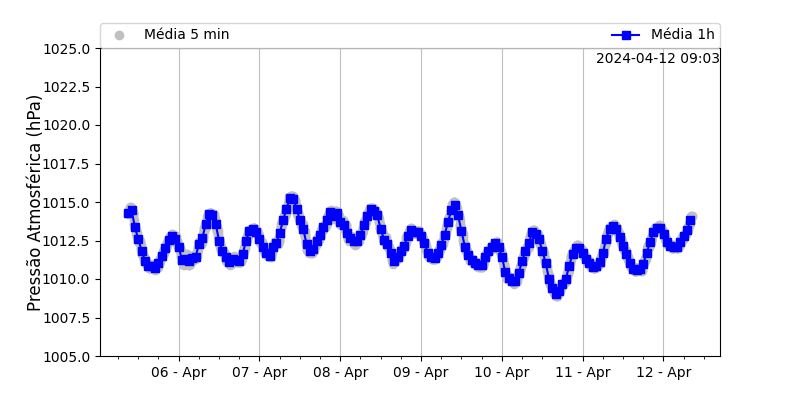 Média 5 min
Média 1h
2024-04-12 09:03
Pressão Atmosférica (hPa)
1025.0
1022.5
1020.0
1017.5
1015.0
1012.5
1010.0
1007.5
1005.0
06 - Apr
07 - Apr
08 - Apr
09 - Apr
10 - Apr
11 - Apr
12 - Apr